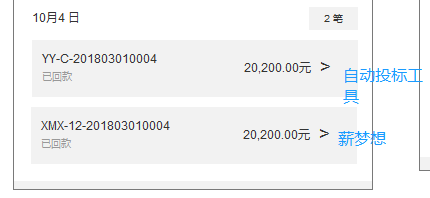 10月4 日
2 笔
YY-C-201803010004
20,200.00元 >
已回款
自动投标工
具
XMX-12-201803010004
20,200.00元 >
已回款
薪梦想